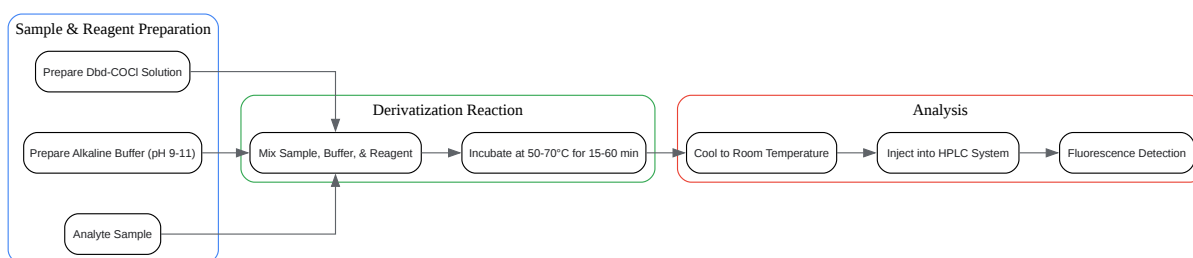 Sample & Reagent Preparation
Prepare Dbd-COCl Solution
Prepare Alkaline Buffer (pH 9-11)
Analyte Sample
Derivatization Reaction
Mix Sample, Buffer, & Reagent
Incubate at 50-70°C for 15-60 min
Analysis
Cool to Room Temperature
Inject into HPLC System
Fluorescence Detection